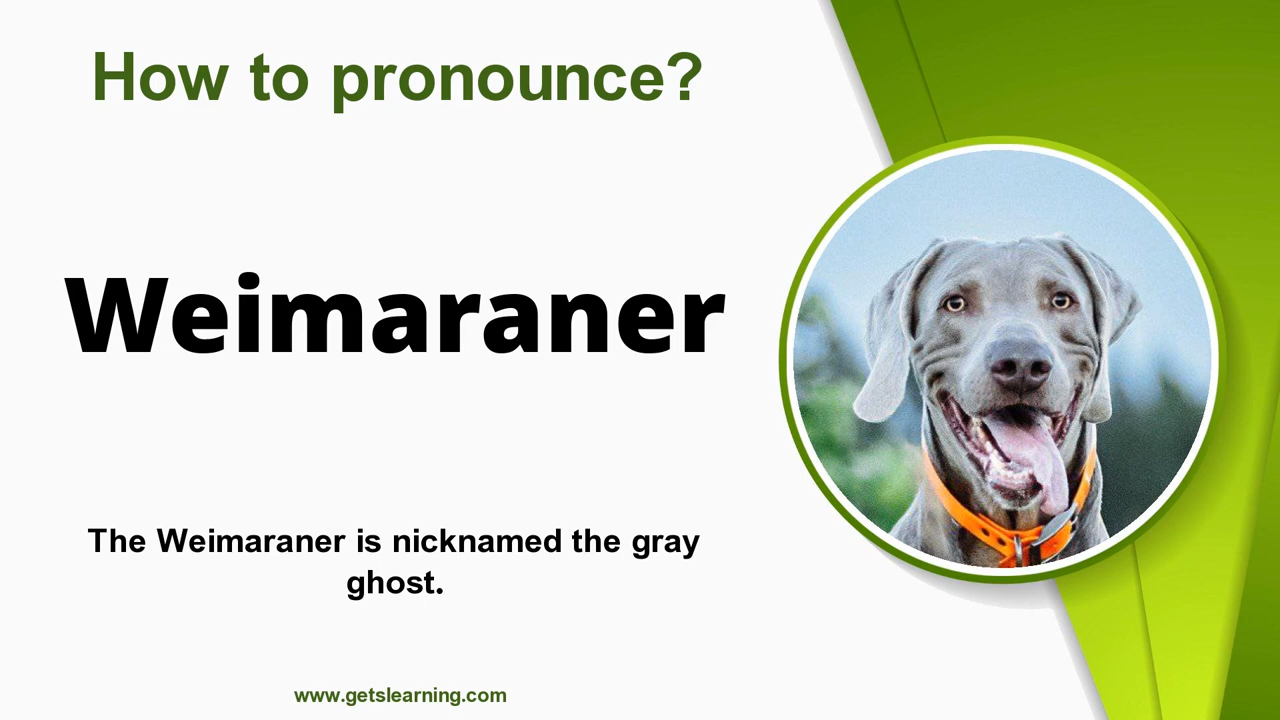 How to pronounce?
Weimaraner
The Weimaraner is nicknamed the gray
ghost.
www.getslearning.com